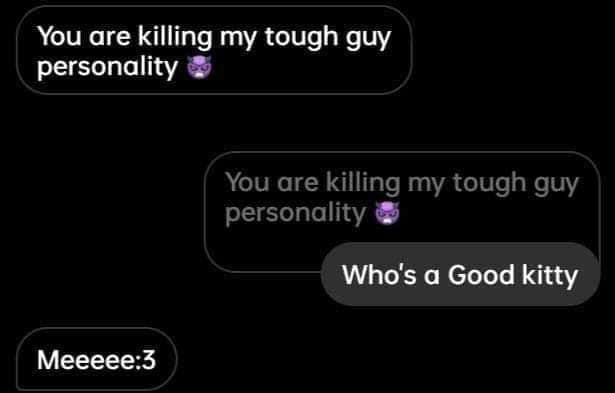 You are killing my tough guy
personality 👿
You are killing my tough guy
personality 👿
Who's a Good kitty
Meeeee:3